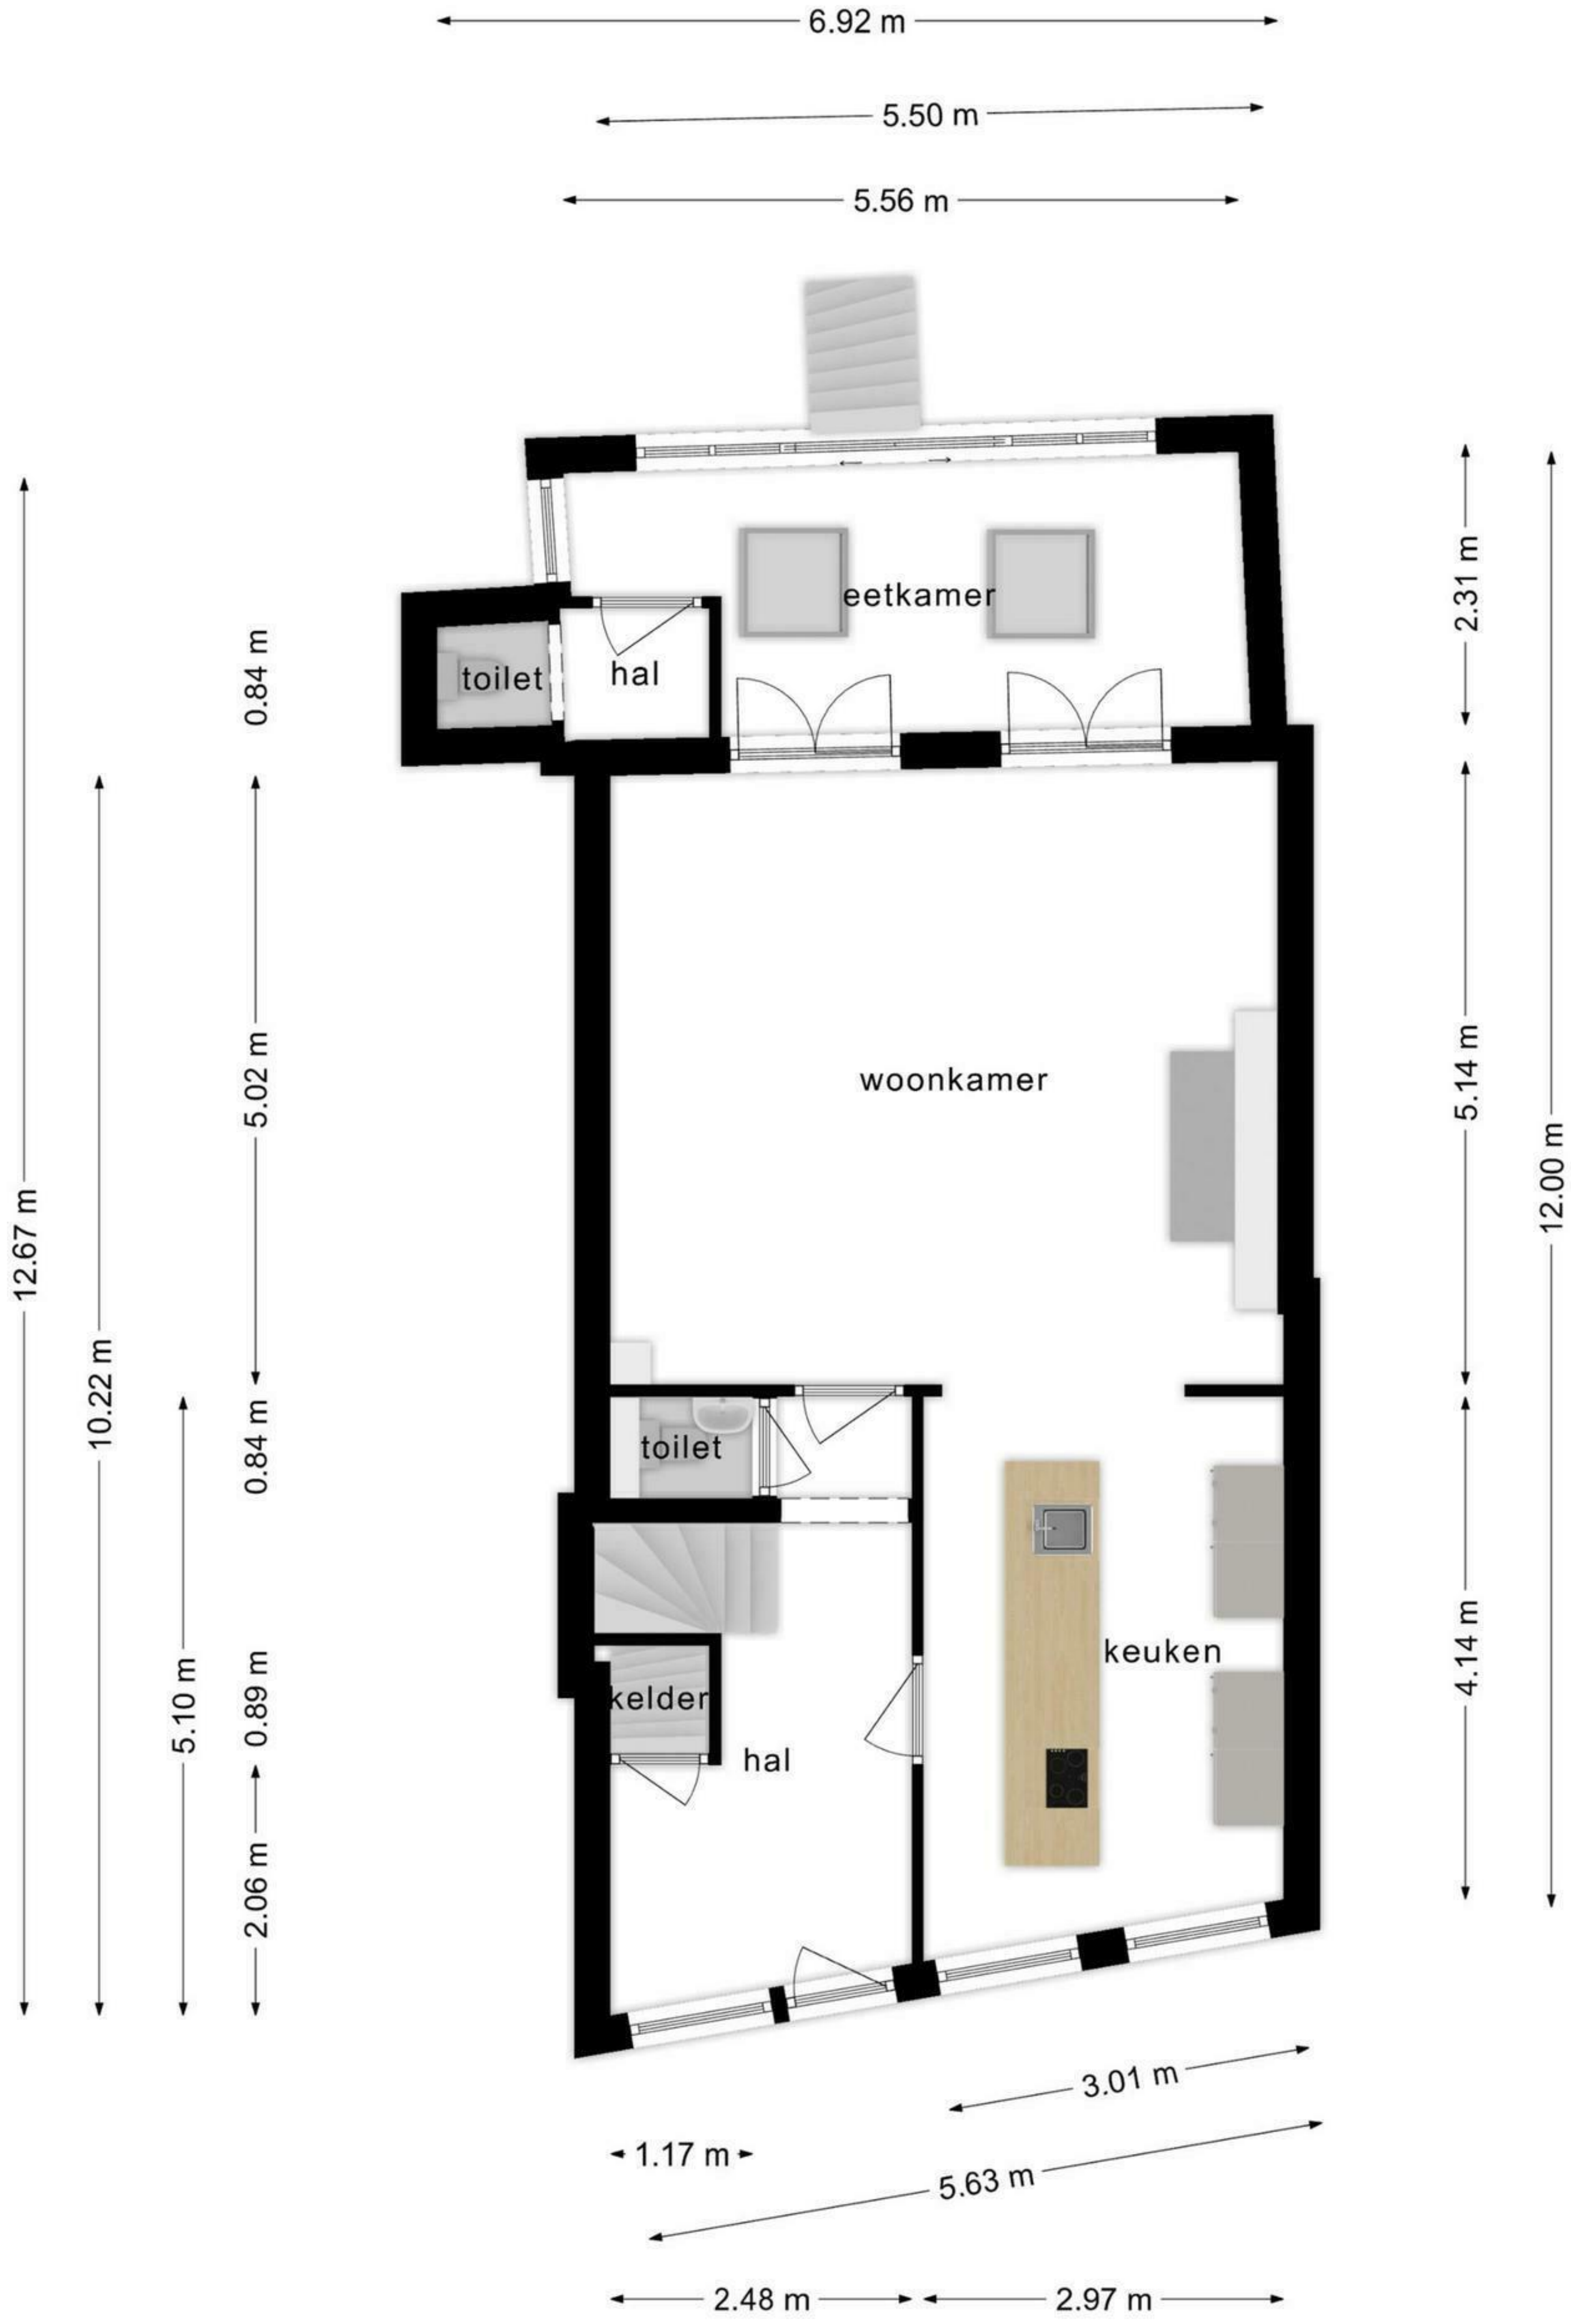 6.92 m
5.50 m
5.56 m
eetkamer
2.31 m
toilet
hal
0.84 m
woonkamer
5.02 m
5.14 m
12.00 m
12.67 m
10.22 m
toilet
0.84 m
keuken
4.14 m
kelder
0.89 m
5.10 m
hal
2.06 m
3.01 m
1.17 m
5.63 m
2.48 m
2.97 m